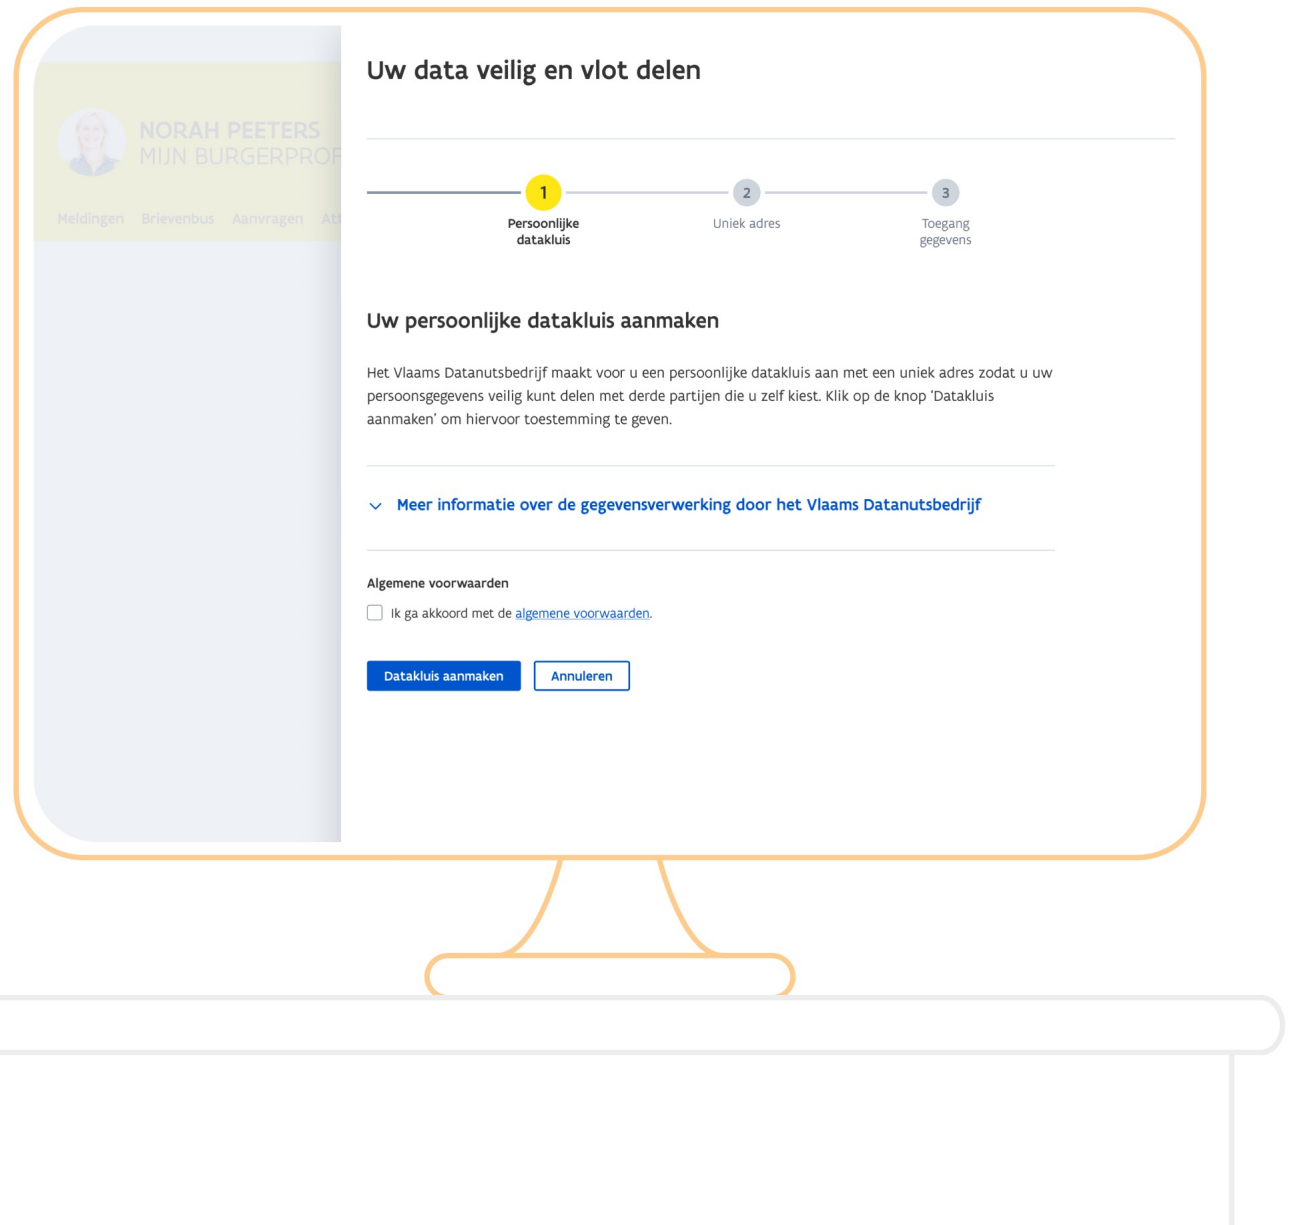 Uw data veilig en vlot delen
NORAH PEETERS
MIJN BURGERPROF
Meldingen Brievenbus Aanvragen Att
1
2
3
Persoonlijke
datakluis
Uniek adres
Toegang
gegevens
Uw persoonlijke datakluis aanmaken
Het Vlaams Datanutsbedrijf maakt voor u een persoonlijke datakluis aan met een uniek adres zodat u uw
persoonsgegevens veilig kunt delen met derde partijen die u zelf kiest. Klik op de knop ‘Datakluis
aanmaken’ om hiervoor toestemming te geven.
Meer informatie over de gegevensverwerking door het Vlaams Datanutsbedrijf
Algemene voorwaarden
Ik ga akkoord met de algemene voorwaarden.
Datakluis aanmaken
Annuleren